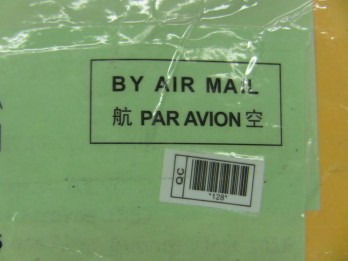 BY AIR MAIL
航 PAR AVION 空
QC
"128"